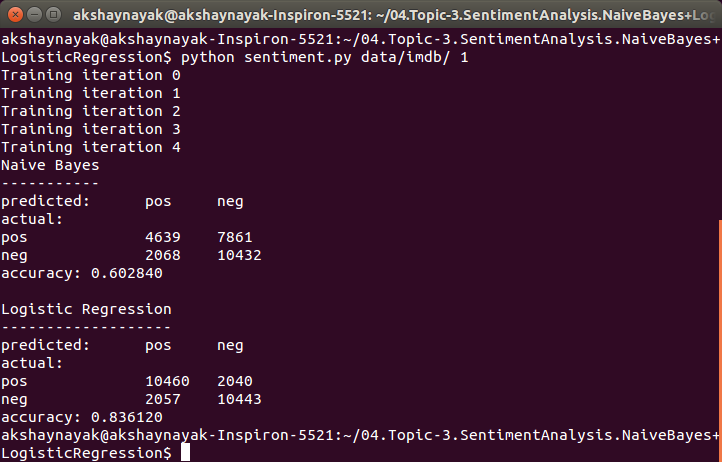 akshaynayak@akshaynayak-Inspiron-5521: ~/04.Topic-3.SentimentAnalysis.NaiveBayes+Log
akshaynayak@akshaynayak-Inspiron-5521:~/04.Topic-3.SentimentAnalysis.NaiveBayes+
LogisticRegression$ python sentiment.py data/imdb/ 1
Training iteration 0
Training iteration 1
Training iteration 2
Training iteration 3
Training iteration 4
Naive Bayes
-----------
predicted:      pos     neg
actual:
pos             4639    7861
neg             2068    10432
accuracy: 0.602840

Logistic Regression
-------------------
predicted:      pos     neg
actual:
pos             10460   2040
neg             2057    10443
accuracy: 0.836120
akshaynayak@akshaynayak-Inspiron-5521:~/04.Topic-3.SentimentAnalysis.NaiveBayes+
LogisticRegression$